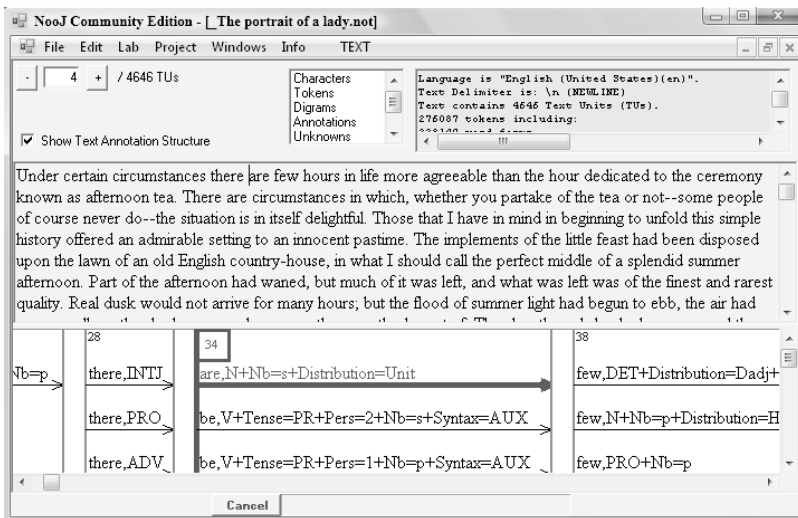 NooJ Community Edition - [_The portrait of a lady.not]
File Edit Lab Project Windows Info TEXT
- 4 + / 4646 TUs
Show Text Annotation Structure
Characters
Tokens
Digrams
Annotations
Unknowns
Language is "English (United States)(en)".
Text Delimiter is: \n (NEWLINE)
Text contains 4646 Text Units (TUs).
276087 tokens including:
Under certain circumstances there are few hours in life more agreeable than the hour dedicated to the ceremony
known as afternoon tea. There are circumstances in which, whether you partake of the tea or not--some people
of course never do--the situation is in itself delightful. Those that I have in mind in beginning to unfold this simple
history offered an admirable setting to an innocent pastime. The implements of the little feast had been disposed
upon the lawn of an old English country-house, in what I should call the perfect middle of a splendid summer
afternoon. Part of the afternoon had waned, but much of it was left, and what was left was of the finest and rarest
quality. Real dusk would not arrive for many hours; but the flood of summer light had begun to ebb, the air had
28 34 38
Nb=p there,INTJ are,N+Nb=s+Distribution=Unit few,DET+Distribution=Dadj+
there,PRO be,V+Tense=PR+Pers=2+Nb=s+Syntax=AUX few,N+Nb=p+Distribution=H
there,ADV be,V+Tense=PR+Pers=1+Nb=p+Syntax=AUX few,PRO+Nb=p
Cancel